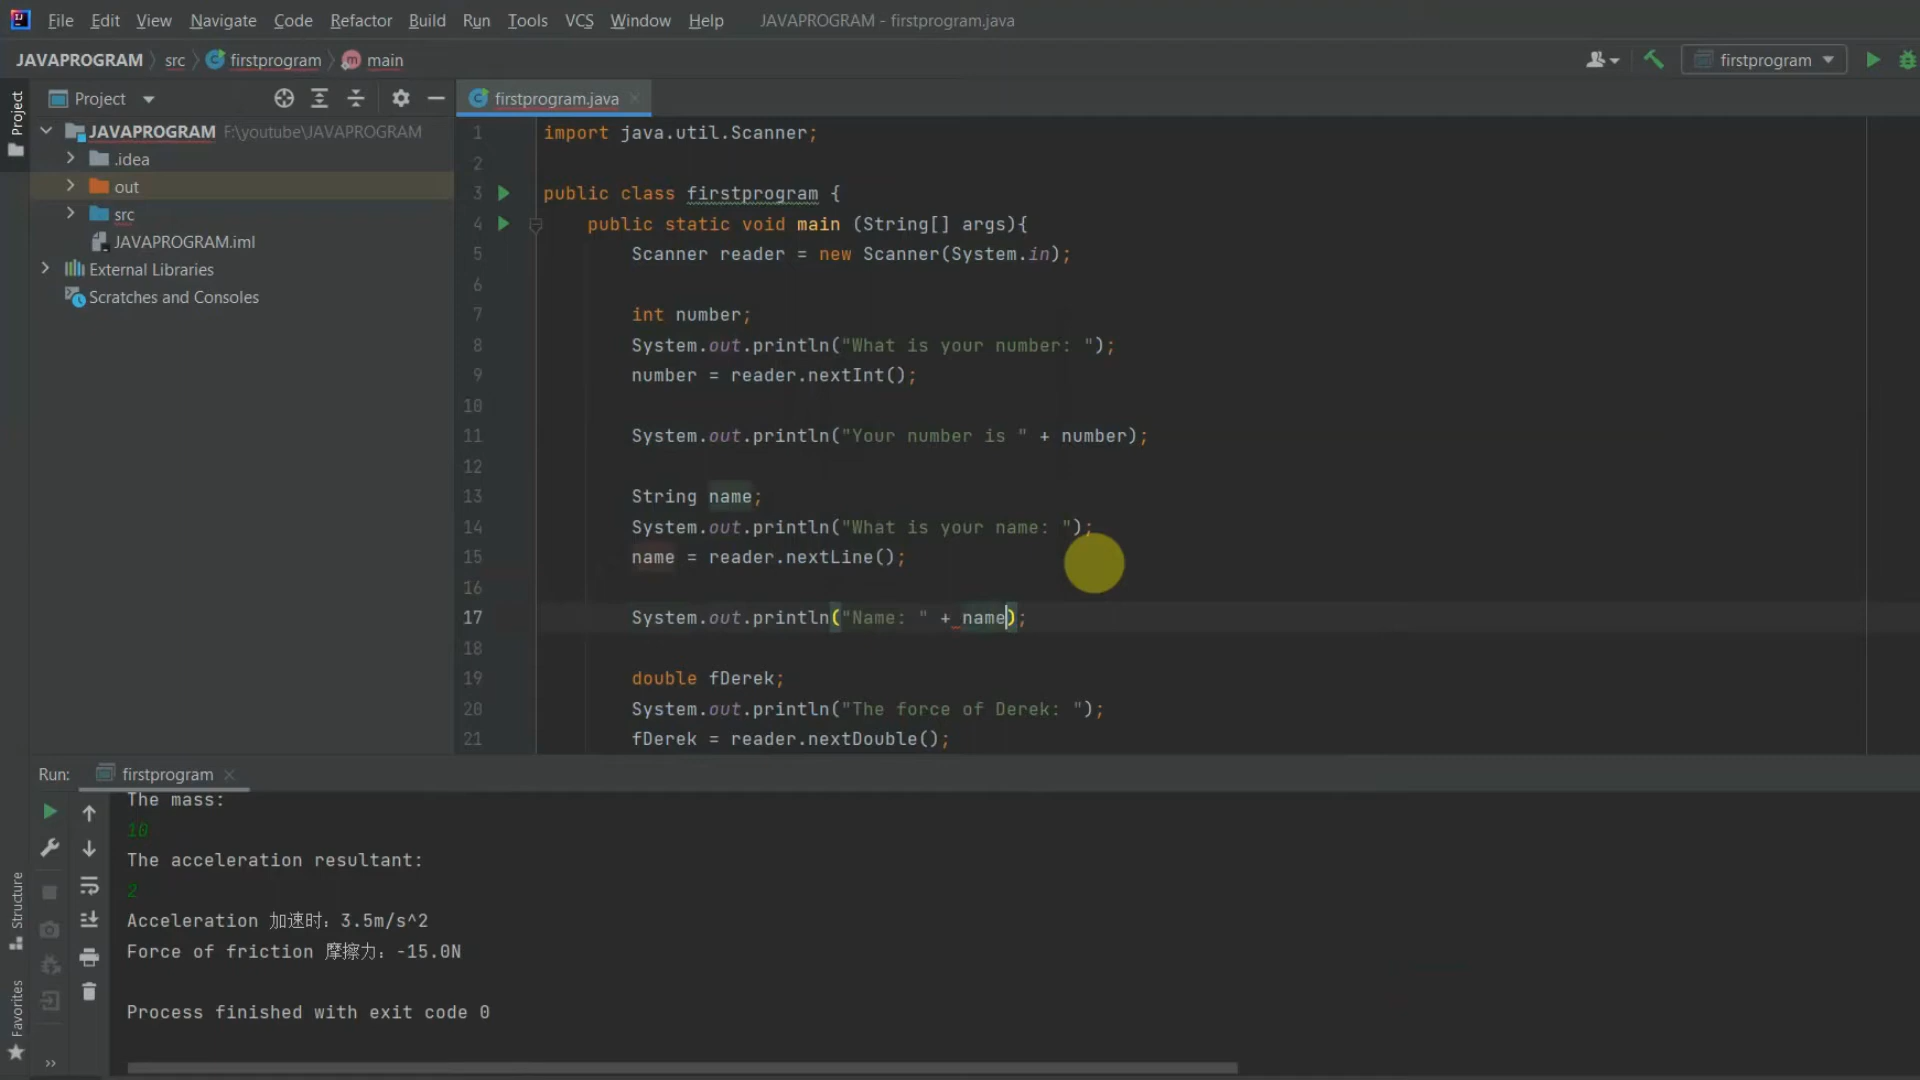 File Edit View Navigate Code Refactor Build Run Tools VCS Window Help JAVAPROGRAM - firstprogram.java
JAVAPROGRAM src firstprogram main firstprogram
Project
Project
firstprogram.java
JAVAPROGRAM F:\youtube\JAVAPROGRAM
.idea
out
src
JAVAPROGRAM.iml
External Libraries
Scratches and Consoles
1 import java.util.Scanner;
2
3 public class firstprogram {
4 public static void main (String[] args){
5 Scanner reader = new Scanner(System.in);
6
7 int number;
8 System.out.println("What is your number: ");
9 number = reader.nextInt();
10
11 System.out.println("Your number is " + number);
12
13 String name;
14 System.out.println("What is your name: ");
15 name = reader.nextLine();
16
17 System.out.println("Name: " + name);
18
19 double fDerek;
20 System.out.println("The force of Derek: ");
21 fDerek = reader.nextDouble();
Run: firstprogram
The mass:
10
The acceleration resultant:
2
Acceleration 加速时：3.5m/s^2
Force of friction 摩擦力：-15.0N
Process finished with exit code 0
Structure
Favorites